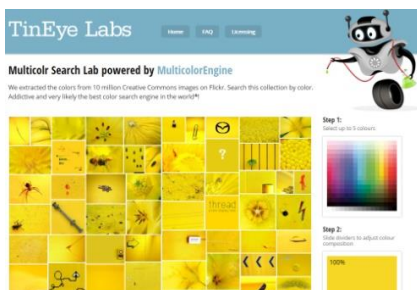 TinEye Labs
Home FAQ Licensing
Multicolr Search Lab powered by MulticolorEngine
We extracted the colors from 10 million Creative Commons images on Flickr. Search this collection by color.
Addictive and very likely the best color search engine in the world*!
Step 1:
Select up to 5 colours
?
thread
Step 2:
Slide dividers to adjust colour
composition
100%